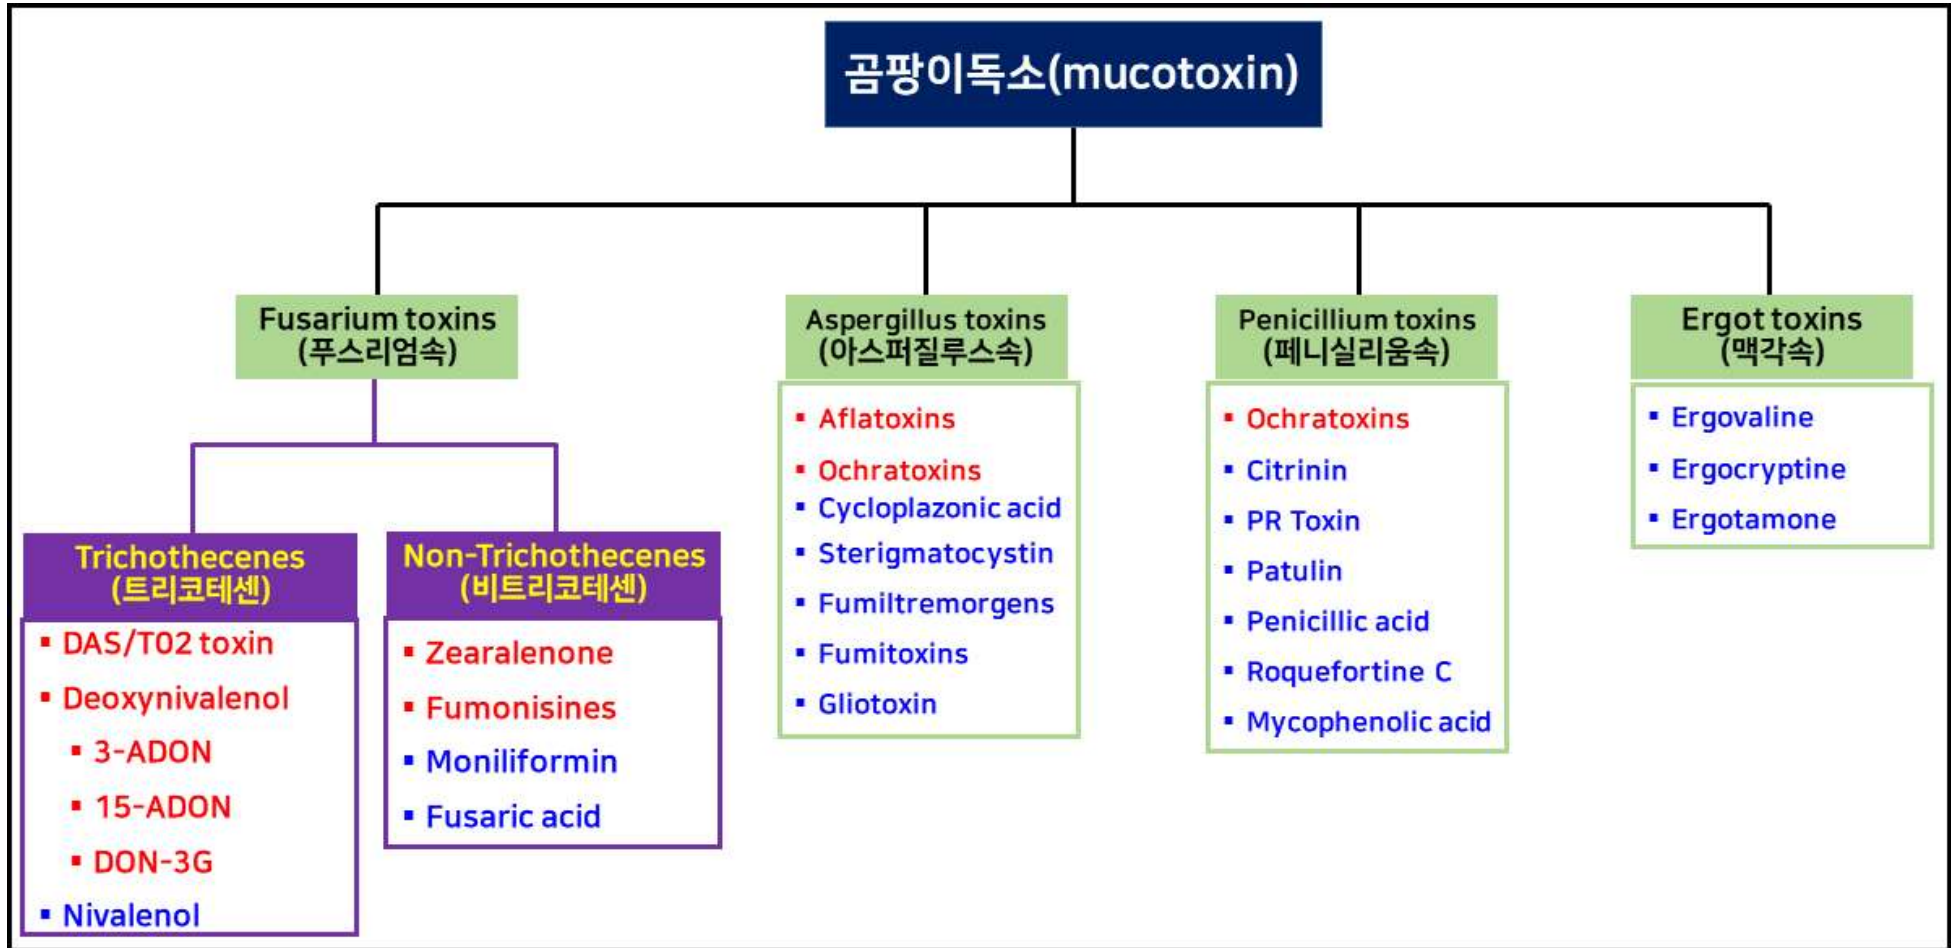 곰팡이독소(mucotoxin)
Fusarium toxins
(푸스리엄속)
Trichothecenes
(트리코테센)
▪ DAS/T02 toxin
▪ Deoxynivalenol
▪ 3-ADON
▪ 15-ADON
▪ DON-3G
▪ Nivalenol
Non-Trichothecenes
(비트리코테센)
▪ Zearalenone
▪ Fumonisines
▪ Moniliformin
▪ Fusaric acid
Aspergillus toxins
(아스퍼질루스속)
▪ Aflatoxins
▪ Ochratoxins
▪ Cycloplazonic acid
▪ Sterigmatocystin
▪ Fumiltremorgens
▪ Fumitoxins
▪ Gliotoxin
Penicillium toxins
(페니실리움속)
▪ Ochratoxins
▪ Citrinin
▪ PR Toxin
▪ Patulin
▪ Penicillic acid
▪ Roquefortine C
▪ Mycophenolic acid
Ergot toxins
(맥각속)
▪ Ergovaline
▪ Ergocryptine
▪ Ergotamone